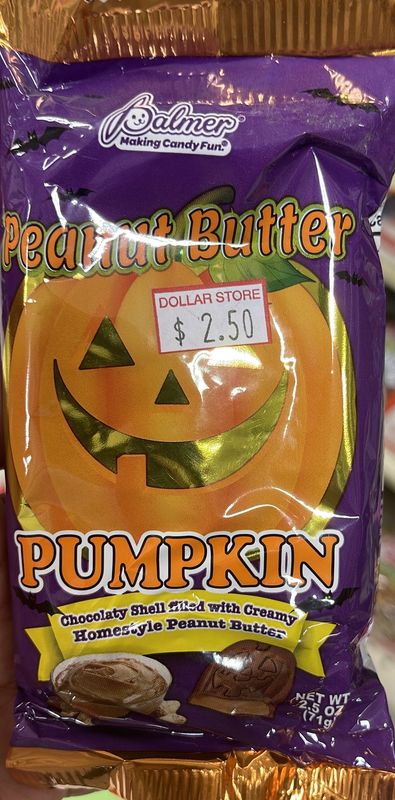 Palmer®
Making Candy Fun.®
Peanut Butter
DOLLAR STORE
$ 2.50
PUMPKIN
Chocolaty Shell filled with Creamy
Homestyle Peanut Butter
NET WT
2.5 OZ
(71g)